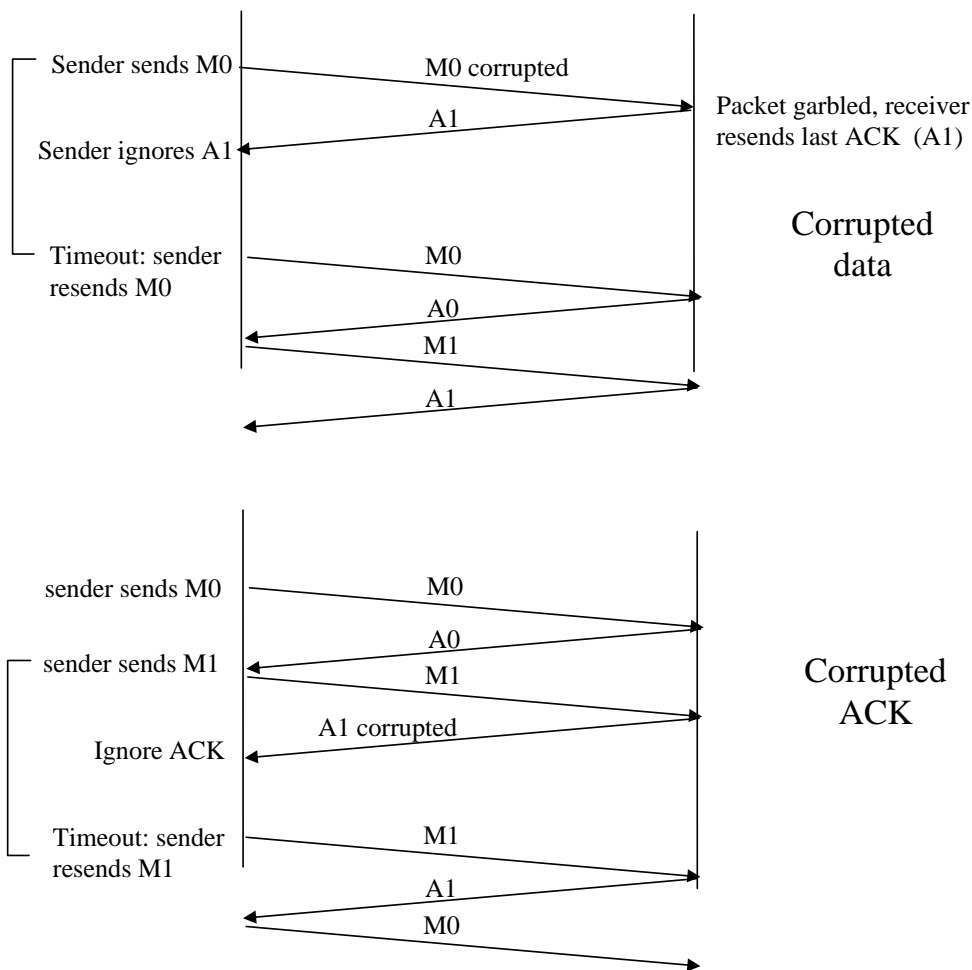 Sender sends M0
M0 corrupted
Packet garbled, receiver
resends last ACK  (A1)
A1
Sender ignores A1
Corrupted
data
Timeout: sender
resends M0
M0
A0
M1
A1
sender sends M0
M0
A0
sender sends M1
M1
Corrupted
ACK
A1 corrupted
Ignore ACK
Timeout: sender
resends M1
M1
A1
M0